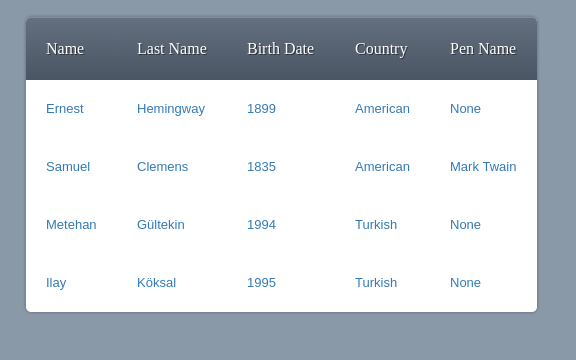 Name Last Name Birth Date Country Pen Name
Ernest Hemingway 1899 American None
Samuel Clemens 1835 American Mark Twain
Metehan Gültekin 1994 Turkish None
Ilay Köksal 1995 Turkish None